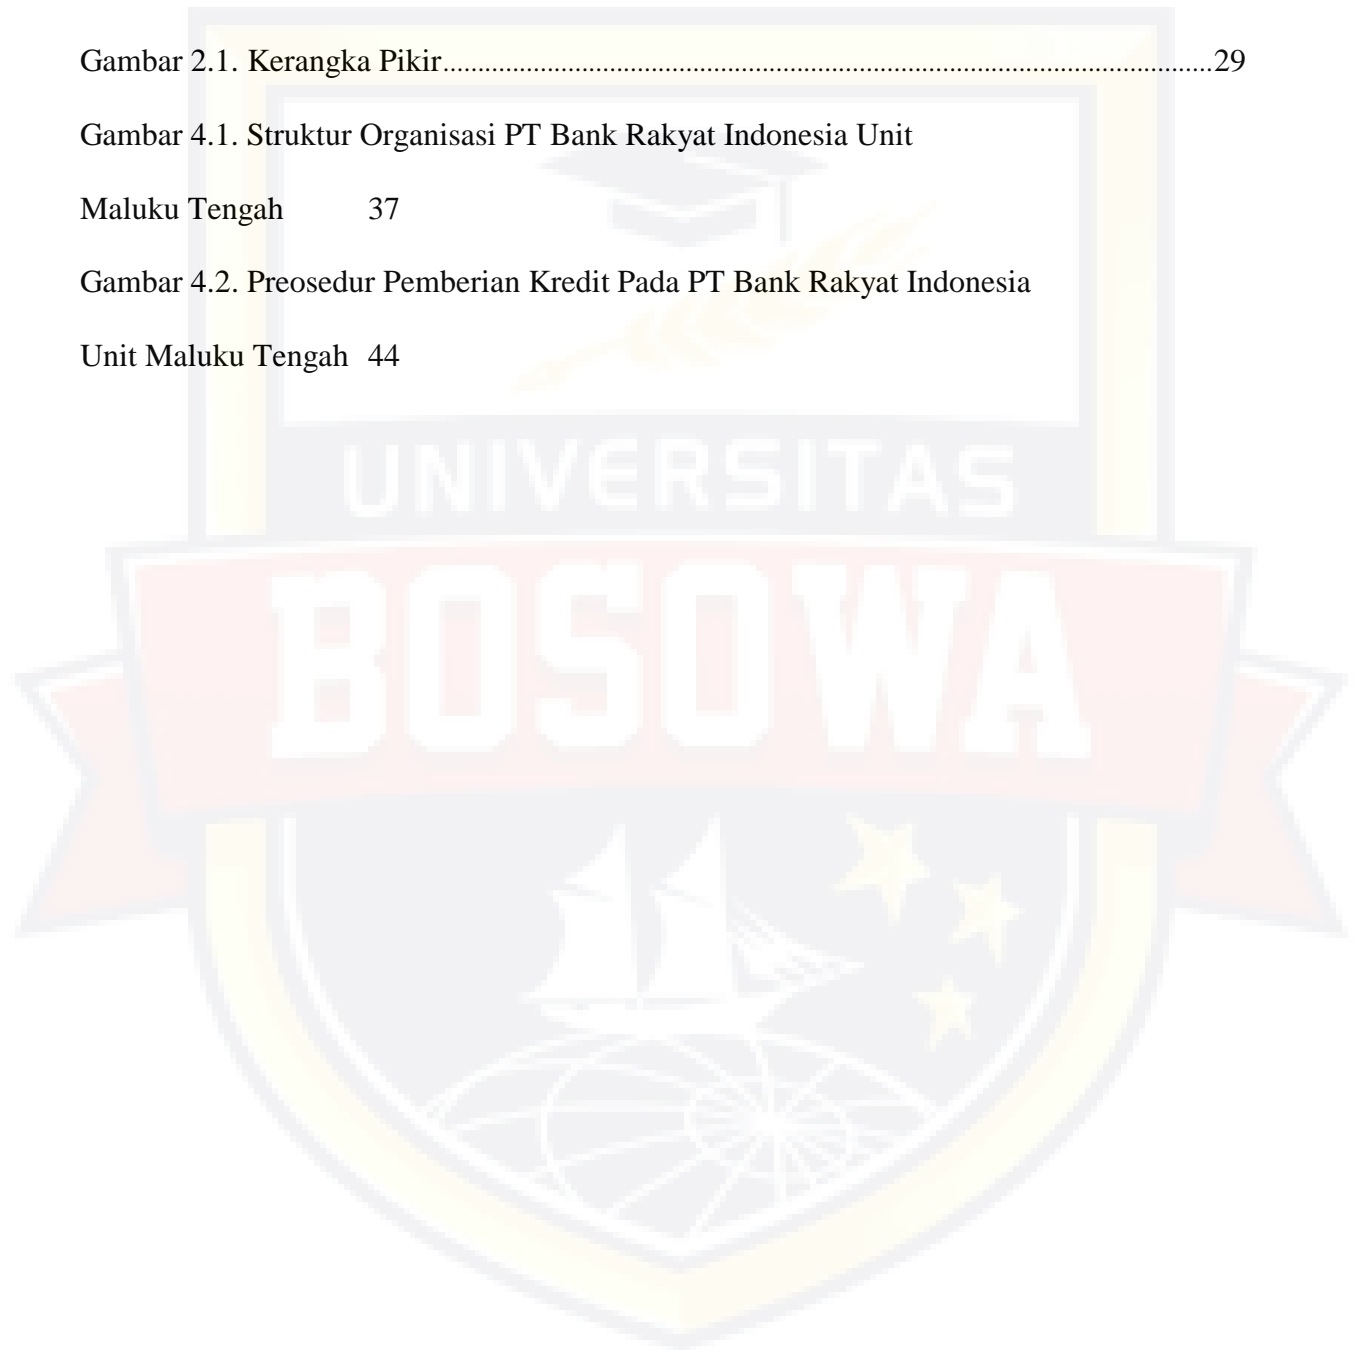 Gambar 2.1. Kerangka Pikir...............................................................................................29
Gambar 4.1. Struktur Organisasi PT Bank Rakyat Indonesia Unit
Maluku Tengah 37
Gambar 4.2. Preosedur Pemberian Kredit Pada PT Bank Rakyat Indonesia
Unit Maluku Tengah 44
UNIVERSITAS
BOSOWA